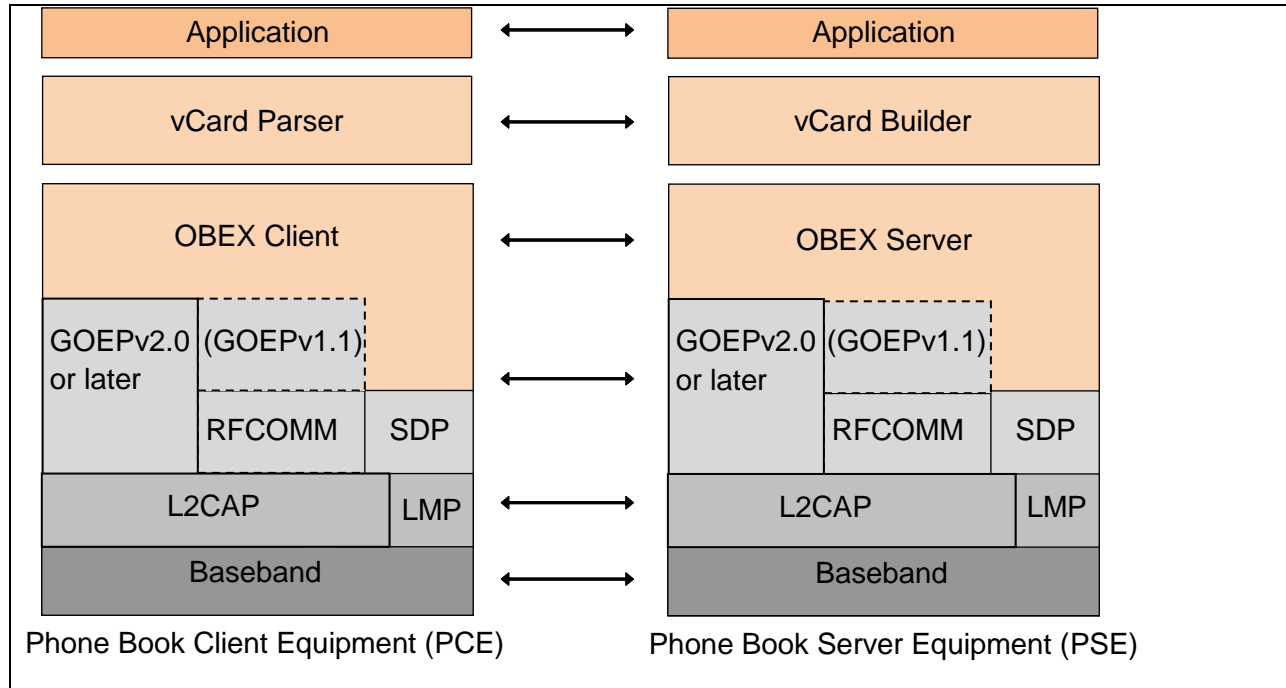 Application
Application
vCard Parser
vCard Builder
OBEX Client
OBEX Server
GOEPv2.0
or later
(GOEPv1.1)
GOEPv2.0
or later
(GOEPv1.1)
RFCOMM
SDP
RFCOMM
SDP
L2CAP
LMP
L2CAP
LMP
Baseband
Baseband
Phone Book Client Equipment (PCE)
Phone Book Server Equipment (PSE)